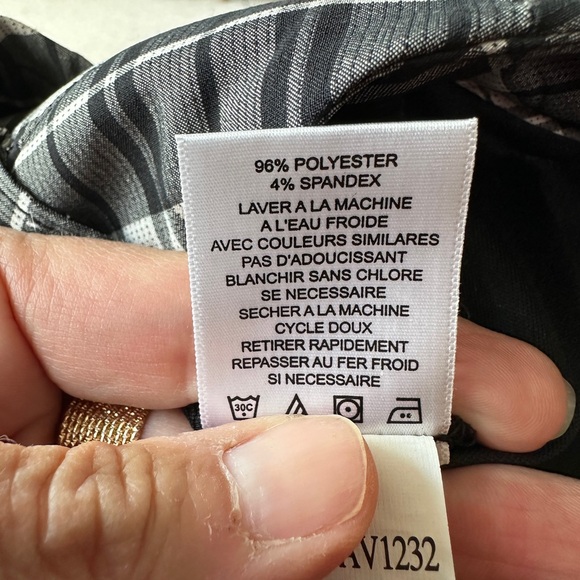 96% POLYESTER
4% SPANDEX
LAVER A LA MACHINE
A L'EAU FROIDE
AVEC COULEURS SIMILARES
PAS D'ADOUCISSANT
BLANCHIR SANS CHLORE
SE NECESSAIRE
SECHER A LA MACHINE
CYCLE DOUX
RETIRER RAPIDEMENT
REPASSER AU FER FROID
SI NECESSAIRE
30C
AV1232